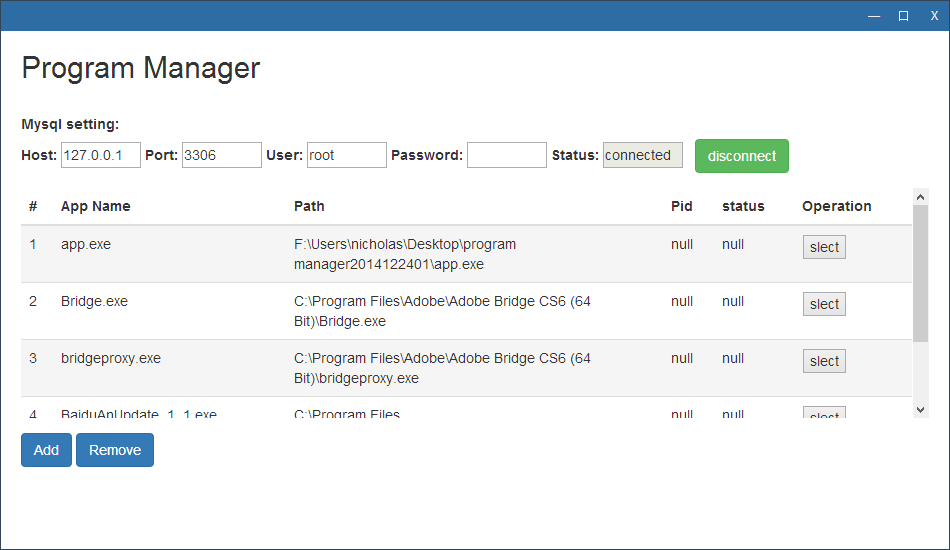 X
Program Manager
Mysql setting:
Host: 127.0.0.1 Port: 3306 User: root Password: Status: connected disconnect
# App Name Path Pid status Operation
1 app.exe F:\Users\nicholas\Desktop\program null null slect
manager2014122401\app.exe
2 Bridge.exe C:\Program Files\Adobe\Adobe Bridge CS6 (64 null null slect
Bit)\Bridge.exe
3 bridgeproxy.exe C:\Program Files\Adobe\Adobe Bridge CS6 (64 null null slect
Bit)\bridgeproxy.exe
4 BaiduAnUpdate_1_1.exe C:\Program Files null null slect
Add Remove